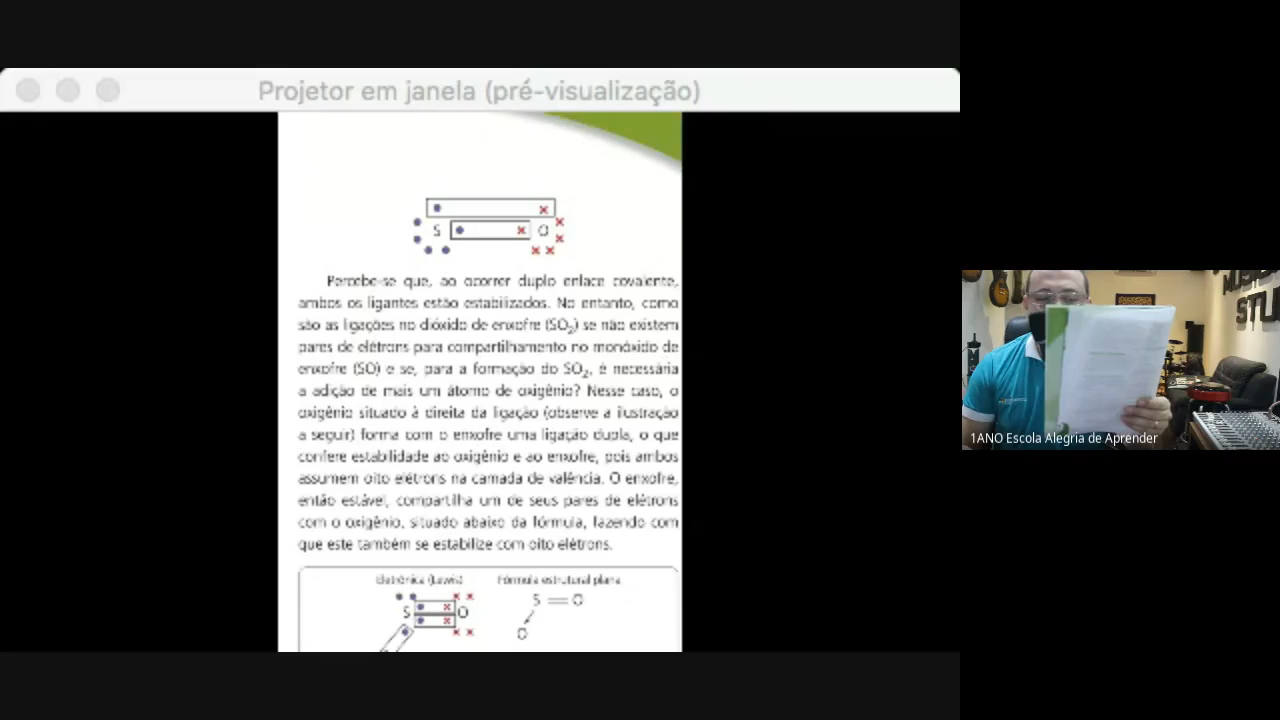 Projetor em janela (pré-visualização)
S O
Percebe-se que, ao ocorrer duplo enlace covalente,
ambos os ligantes estão estabilizados. No entanto, como
são as ligações no dióxido de enxofre (SO₂) se não existem
pares de elétrons para compartilhamento no monóxido de
enxofre (SO) e se, para a formação do SO₂, é necessária
a adição de mais um átomo de oxigênio? Nesse caso, o
oxigênio situado à direita da ligação (observe a ilustração
a seguir) forma com o enxofre uma ligação dupla, o que
confere estabilidade ao oxigênio e ao enxofre, pois ambos
assumem oito elétrons na camada de valência. O enxofre,
então estável, compartilha um de seus pares de elétrons
com o oxigênio, situado abaixo da fórmula, fazendo com
que este também se estabilize com oito elétrons.
Eletrônica (Lewis) Fórmula estrutural plana
S O S O
O
MUSIC
STU
1ANO Escola Alegria de Aprender